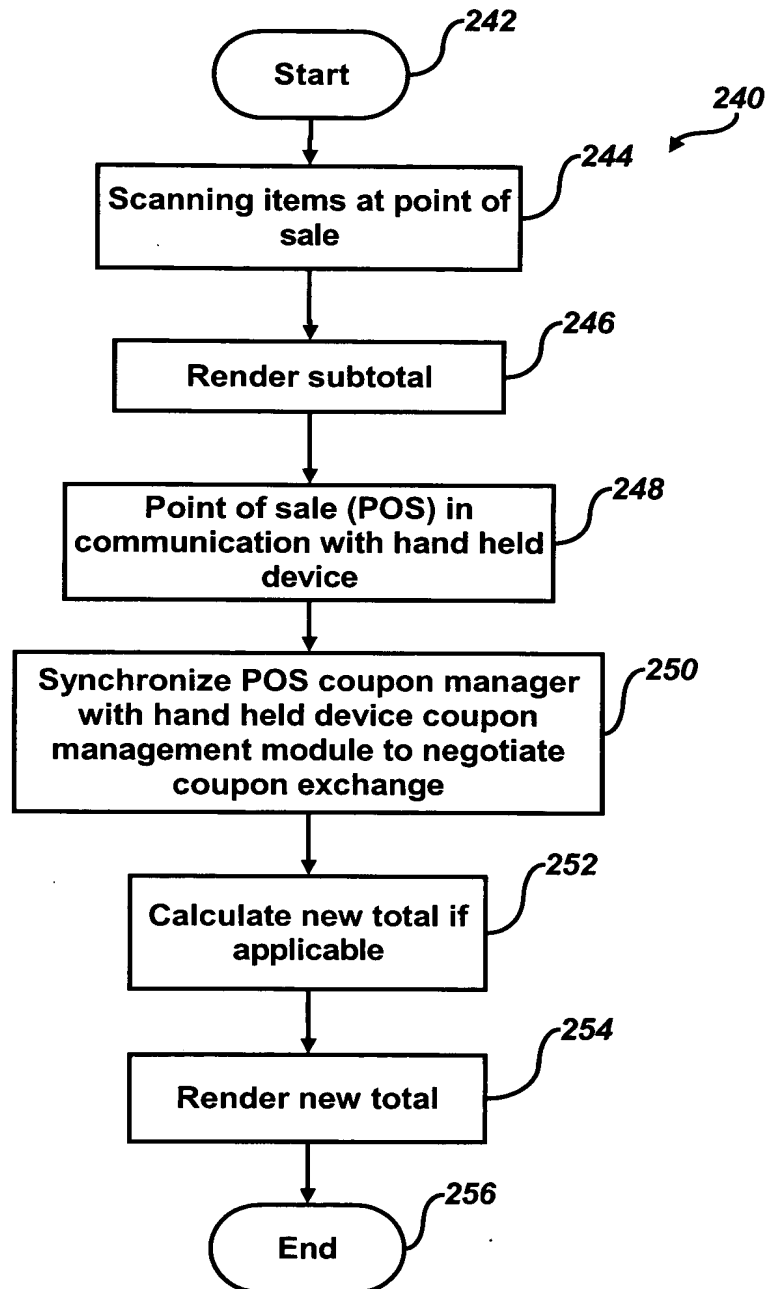 242
Start
240
244
Scanning items at point of
sale
246
Render subtotal
248
Point of sale (POS) in
communication with hand held
device
250
Synchronize POS coupon manager
with hand held device coupon
management module to negotiate
coupon exchange
252
Calculate new total if
applicable
254
Render new total
256
End